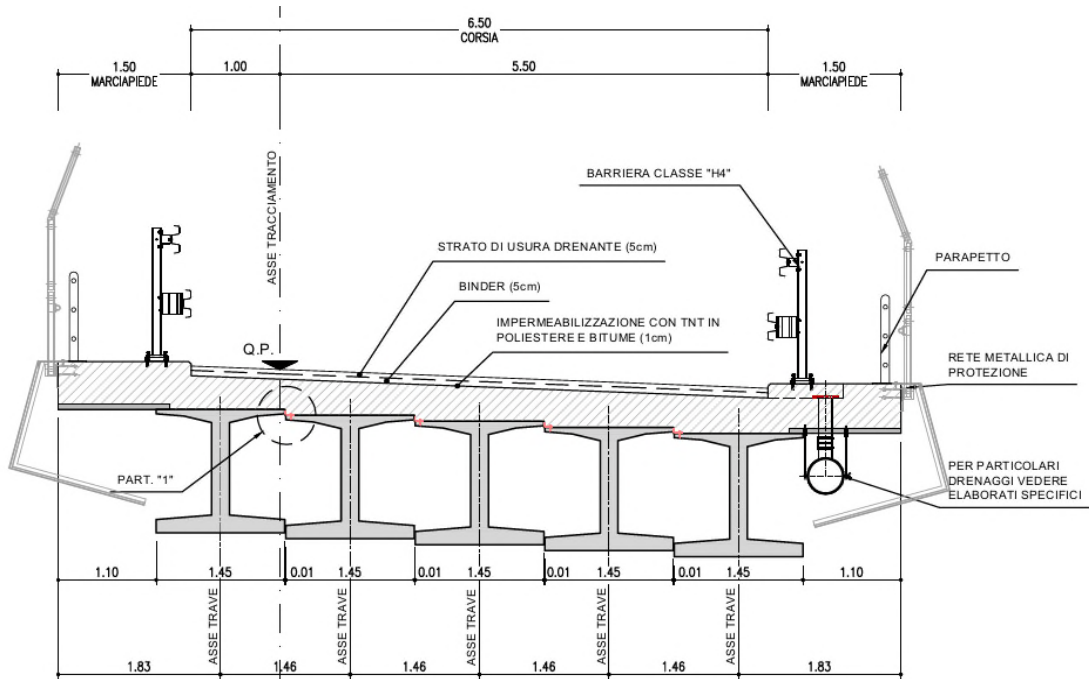 6.50
CORSIA
1.50
MARCIAPIEDE
1.00
5.50
1.50
MARCIAPIEDE
ASSE TRACCIAMENTO
BARRIERA CLASSE "H4"
STRATO DI USURA DRENANTE (5cm)
PARAPETTO
BINDER (5cm)
IMPERMEABILIZZAZIONE CON TNT IN
POLIESTERE E BITUME (1cm)
Q.P.
RETE METALLICA DI
PROTEZIONE
PART. "1"
PER PARTICOLARI
DRENAGGI VEDERE
ELABORATI SPECIFICI
1.10
1.45
0.01
1.45
0.01
1.45
0.01
1.45
0.01
1.45
1.10
ASSE TRAVE
ASSE TRAVE
ASSE TRAVE
ASSE TRAVE
ASSE TRAVE
1.83
1.46
1.46
1.46
1.46
1.83